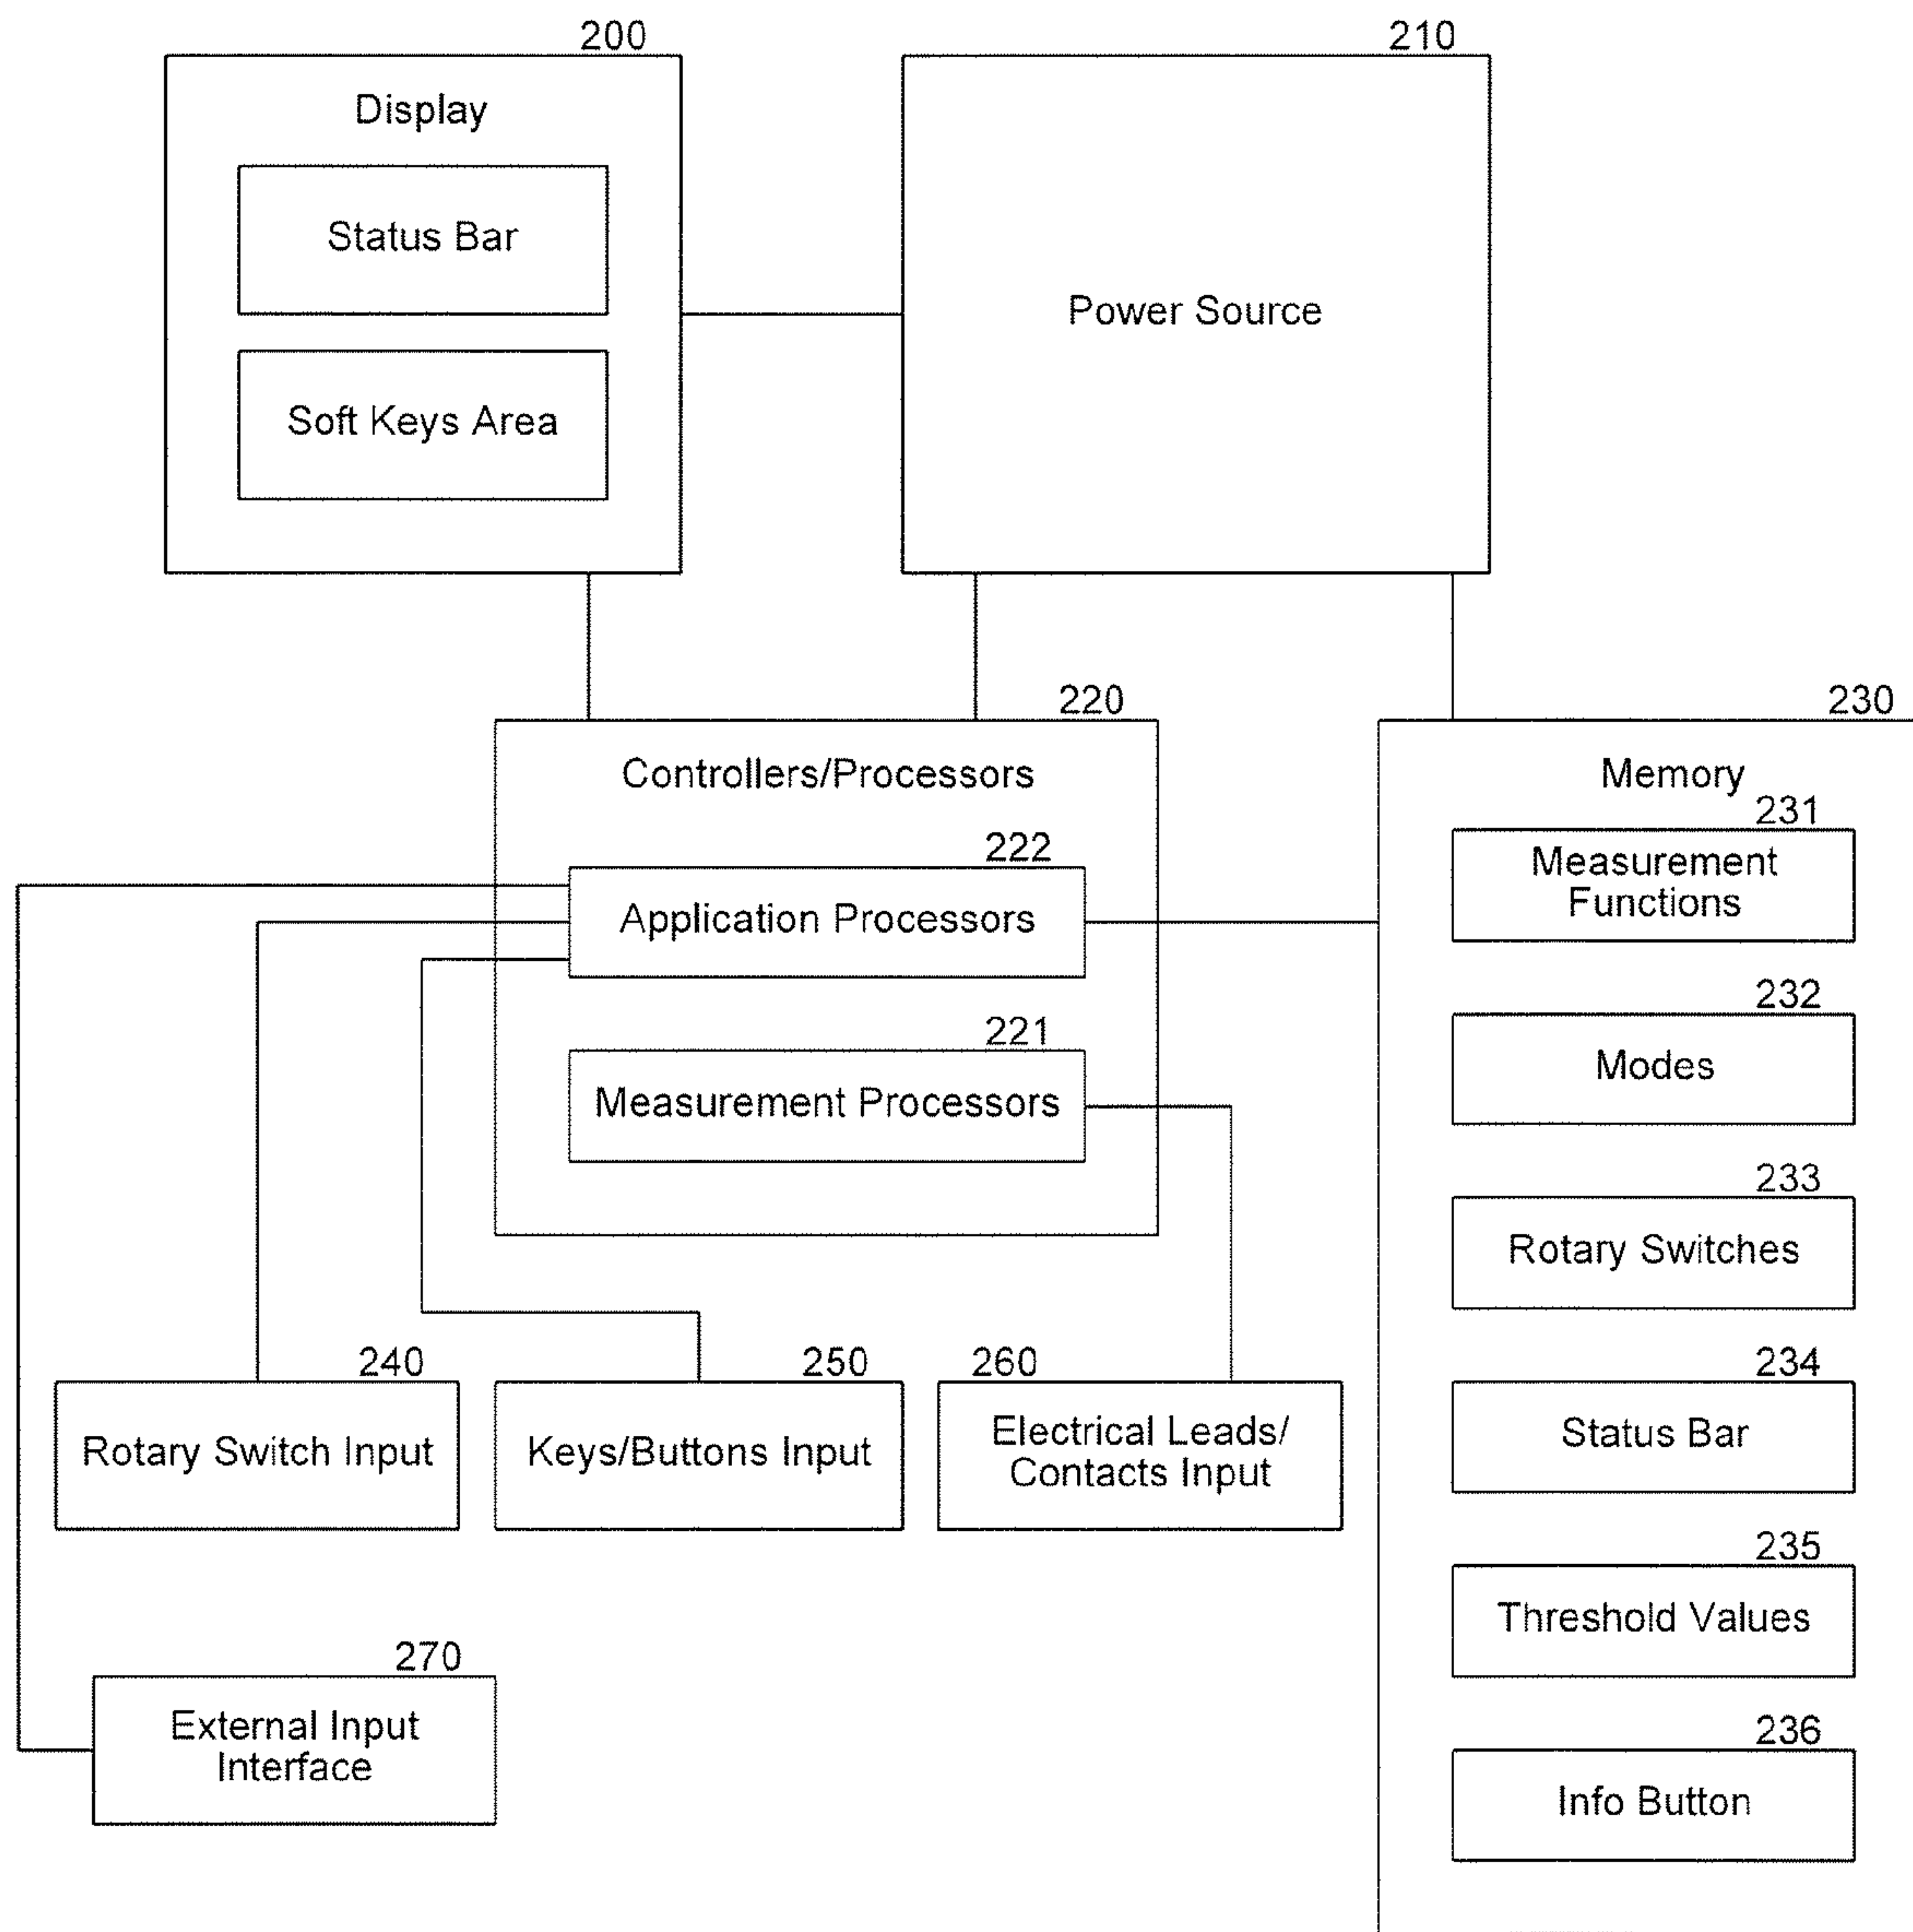 200
Display
Status Bar
Soft Keys Area
210
Power Source
220
Controllers/Processors
222
Application Processors
221
Measurement Processors
230
Memory
231
Measurement
Functions
232
Modes
233
Rotary Switches
234
Status Bar
235
Threshold Values
236
Info Button
240
Rotary Switch Input
250
Keys/Buttons Input
260
Electrical Leads/
Contacts Input
270
External Input
Interface